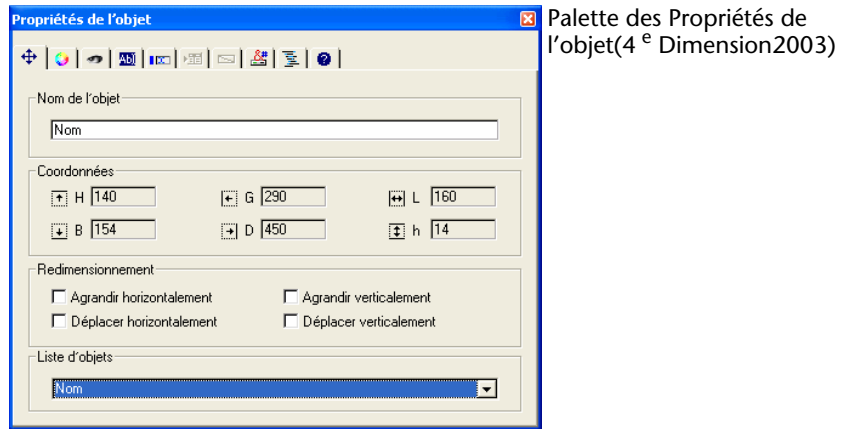 Propriétés de l'objet
Ab
?
Nom de l'objet
Nom
Coordonnées
H 140 G 290 L 160
B 154 D 450 h 14
Redimensionnement
Agrandir horizontalement Agrandir verticalement
Déplacer horizontalement Déplacer verticalement
Liste d'objets
Nom
Palette des Propriétés de
l'objet(4 e Dimension2003)